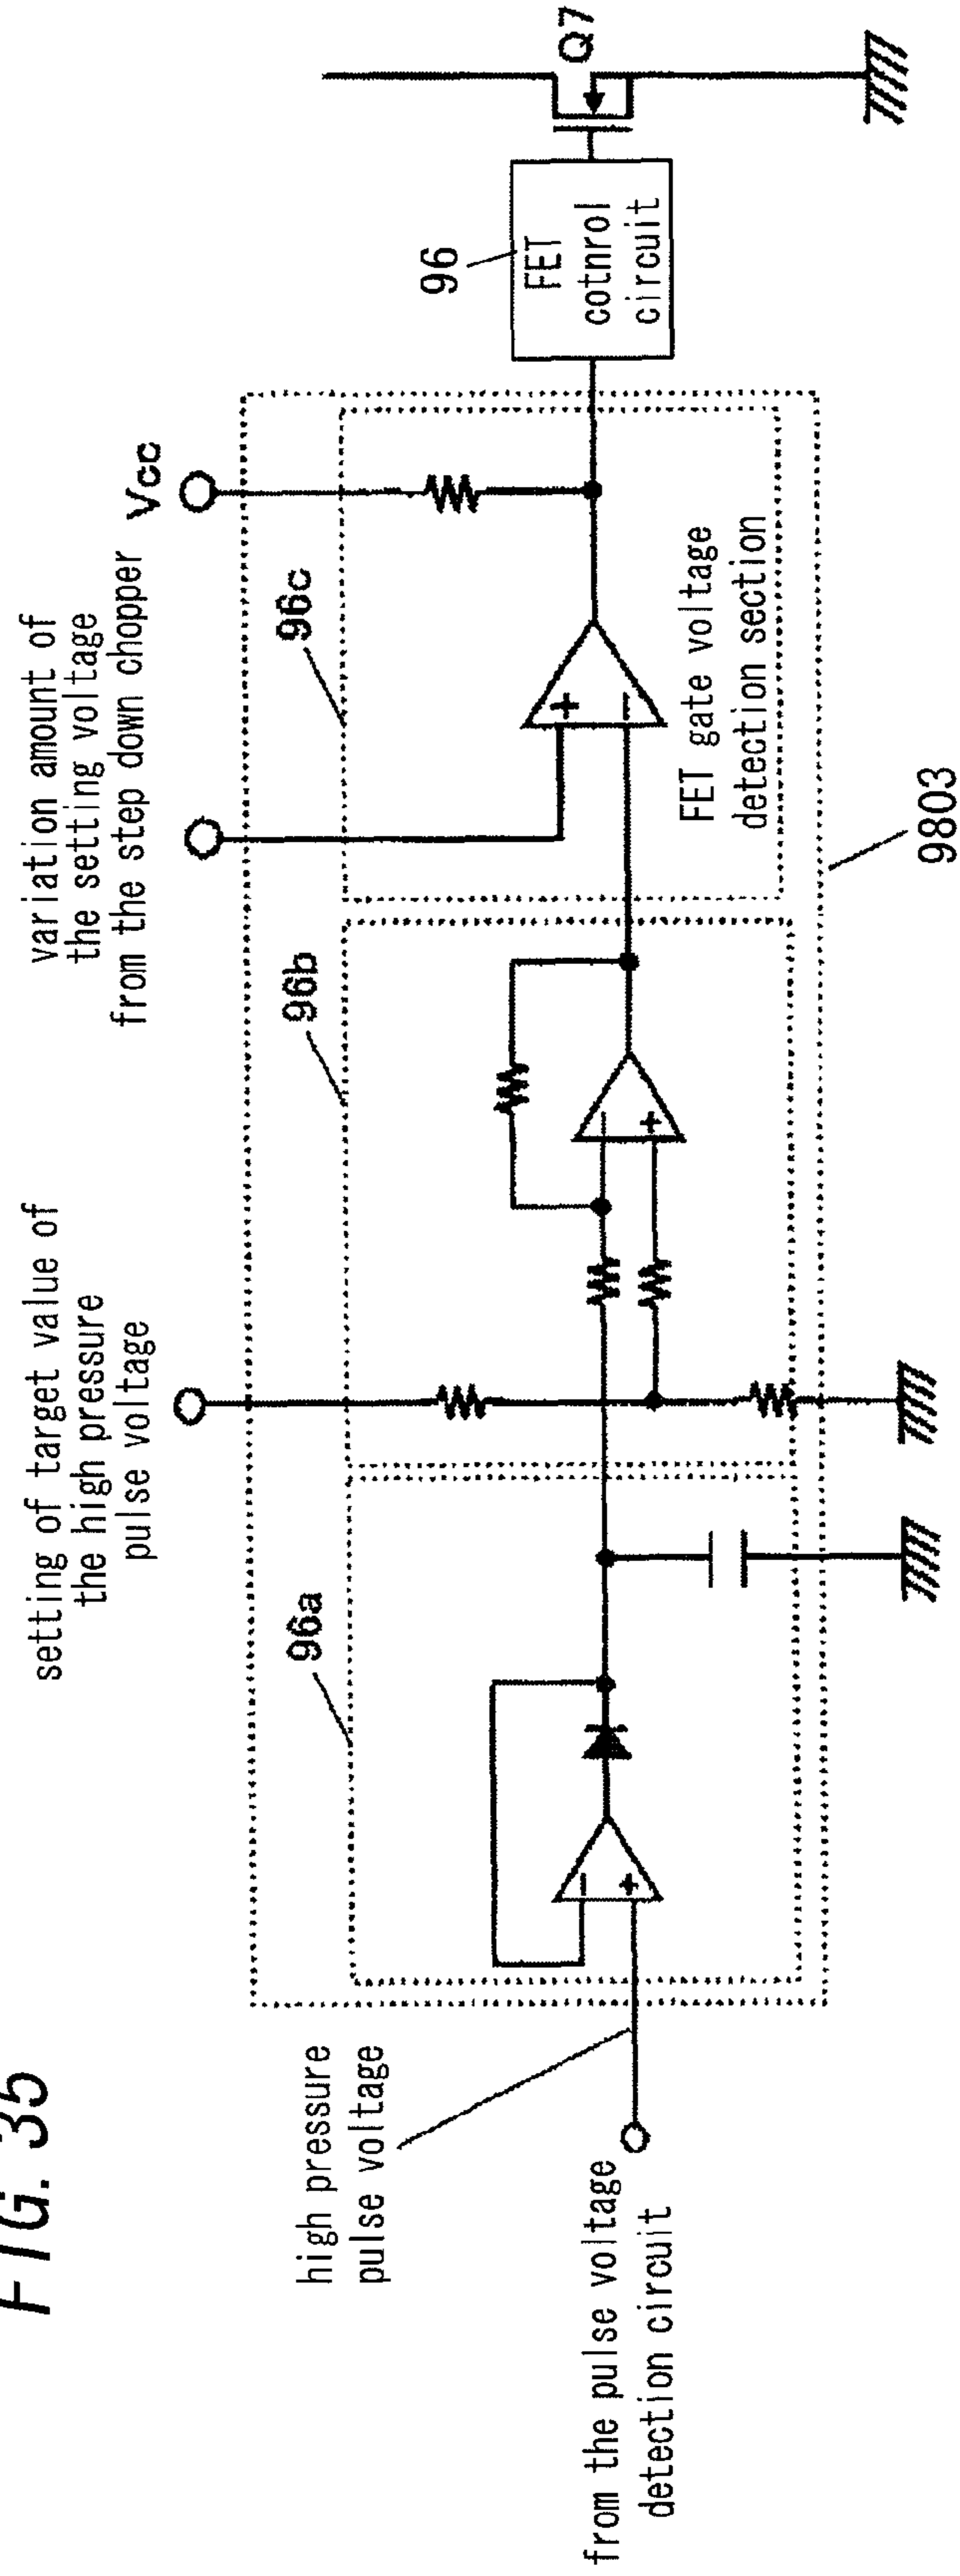 FIG. 35
setting of target value of
the high pressure
pulse voltage
variation amount of
the setting voltage
from the step down chopper
Vcc
96a
96b
96c
high pressure
pulse voltage
from the pulse voltage
detection circuit
-
+
-
+
+
-
FET gate voltage
detection section
9803
96
FET
cotnrol
circuit
Q7